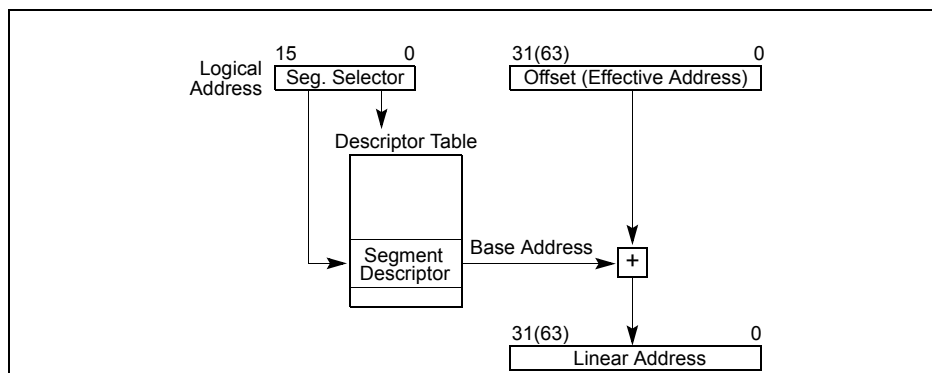 15 0 31(63) 0
Logical Address
Seg. Selector
Offset (Effective Address)
Descriptor Table
Segment Descriptor
Base Address
+
31(63) 0
Linear Address